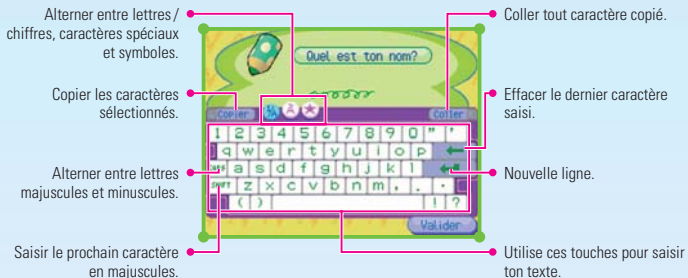 Alterner entre lettres/
chiffres, caractères spéciaux
et symboles.
Coller tout caractère copié.
Quel est ton nom?
Copier les caractères
sélectionnés.
Copier
Coller
Effacer le dernier caractère
saisi.
1 2 3 4 5 6 7 8 9 0 " '
q w e r t y u i o p
Alterner entre lettres
majuscules et minuscules.
a s d f g h j k l
Nouvelle ligne.
SHIFT z x c v b n m , . -
( ) ! ?
Valider
Saisir le prochain caractère
en majuscules.
Utilise ces touches pour saisir
ton texte.